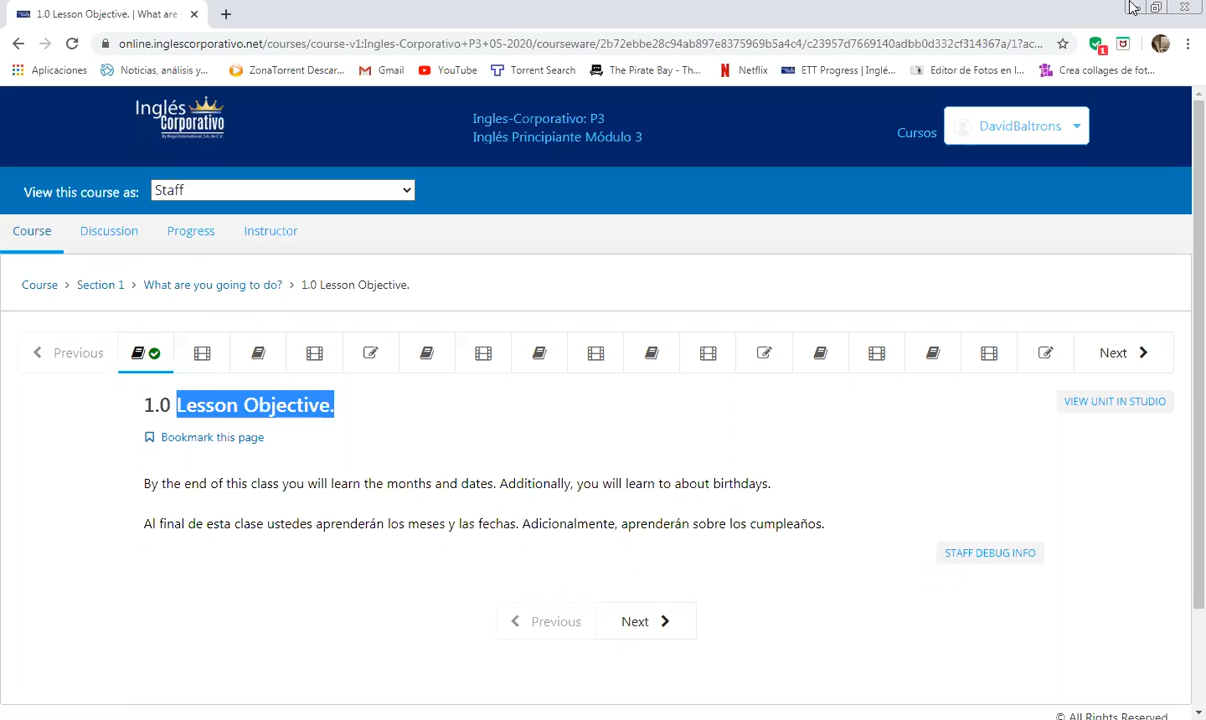 1.0 Lesson Objective. | What are
online.inglescorporativo.net/courses/course-v1:Ingles-Corporativo+P3+05-2020/courseware/2b72ebbe28c94ab897e8375969b5a4c4/c23957d7669140adbb0d332cf314367a/1?ac...
Aplicaciones Noticias, análisis y... ZonaTorrent Descar... Gmail YouTube Torrent Search The Pirate Bay - Th... Netflix ETT Progress | Inglé... Editor de Fotos en l... Crea collages de fot...
Inglés
Corporativo
Ingles-Corporativo: P3
Inglés Principiante Módulo 3
Cursos DavidBaltrons
View this course as: Staff
Course Discussion Progress Instructor
Course > Section 1 > What are you going to do? > 1.0 Lesson Objective.
Previous Next
1.0 Lesson Objective.
VIEW UNIT IN STUDIO
Bookmark this page
By the end of this class you will learn the months and dates. Additionally, you will learn to about birthdays.
Al final de esta clase ustedes aprenderán los meses y las fechas. Adicionalmente, aprenderán sobre los cumpleaños.
STAFF DEBUG INFO
Previous Next
© All Rights Reserved